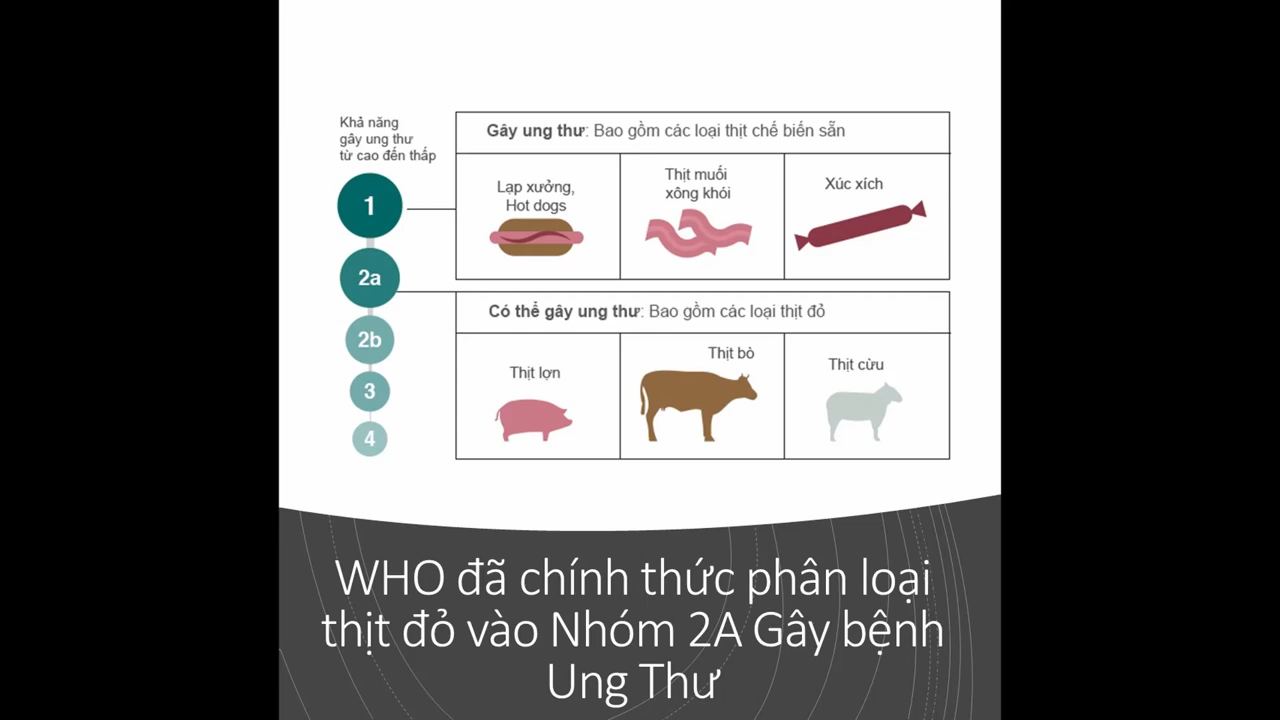 Khả năng
gây ung thư
từ cao đến thấp
1
2a
2b
3
4
Gây ung thư: Bao gồm các loại thịt chế biến sẵn
Lạp xưởng,
Hot dogs
Thịt muối
xông khói
Xúc xích
Có thể gây ung thư: Bao gồm các loại thịt đỏ
Thịt lợn
Thịt bò
Thịt cừu
WHO đã chính thức phân loại
thịt đỏ vào Nhóm 2A Gây bệnh
Ung Thư